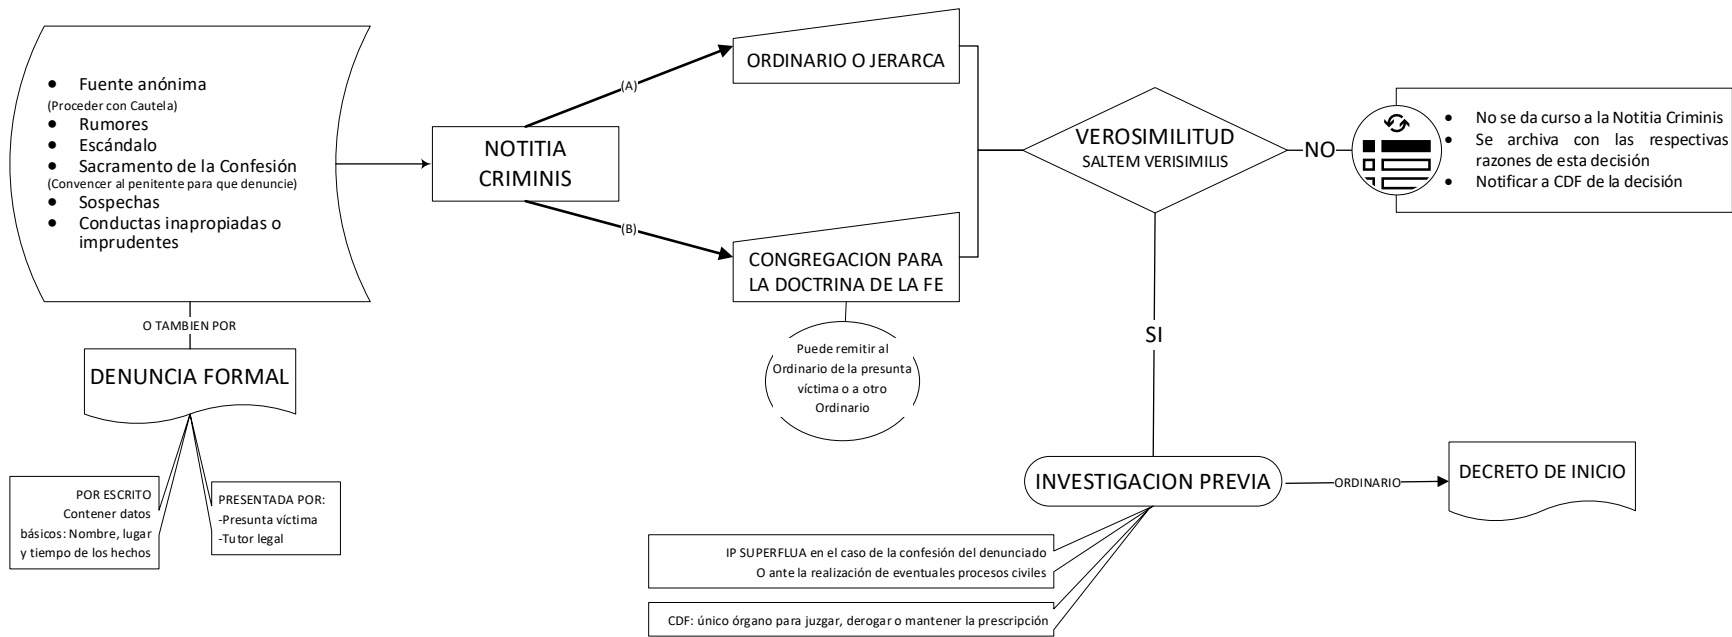 Fuente anónima
(Proceder con Cautela)
Rumores
Escándalo
Sacramento de la Confesión
(Convencer al penitente para que denuncie)
Sospechas
Conductas inapropiadas o
imprudentes
O TAMBIEN POR
DENUNCIA FORMAL
POR ESCRITO
Contener datos
básicos: Nombre, lugar
y tiempo de los hechos
PRESENTADA POR:
-Presunta víctima
-Tutor legal
NOTITIA
CRIMINIS
(A)
(B)
ORDINARIO O JERARCA
CONGREGACION PARA
LA DOCTRINA DE LA FE
Puede remitir al
Ordinario de la presunta
víctima o a otro
Ordinario
VEROSIMILITUD
SALTEM VERISIMILIS
NO
No se da curso a la Notitia Criminis
Se archiva con las respectivas
razones de esta decisión
Notificar a CDF de la decisión
SI
INVESTIGACION PREVIA
ORDINARIO
DECRETO DE INICIO
IP SUPERFLUA en el caso de la confesión del denunciado
O ante la realización de eventuales procesos civiles
CDF: único órgano para juzgar, derogar o mantener la prescripción